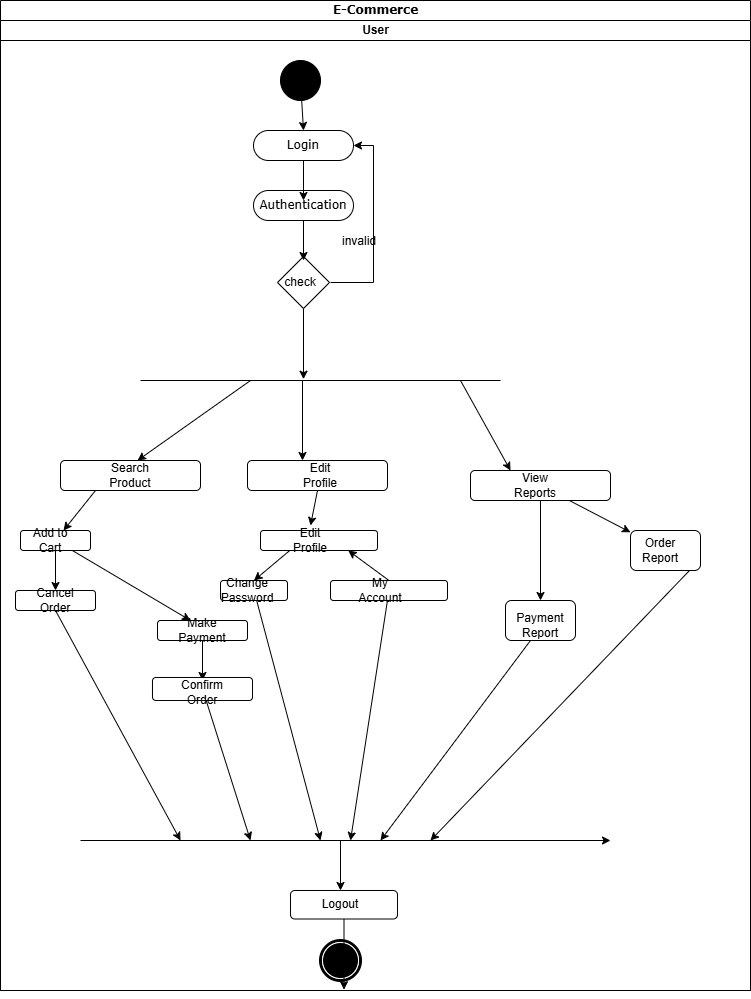 E-Commerce
User
Login
Authentication
invalid
check
Search
Product
Edit
Profile
View
Reports
Add to
Cart
Edit
Profile
Order
Report
Cancel
Order
Change
Password
My
Account
Make
Payment
Payment
Report
Confirm
Order
Logout